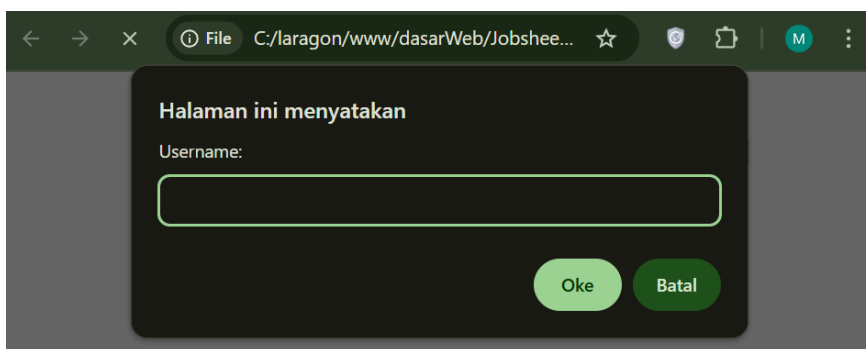 File C:/laragon/www/dasarWeb/Jobshee... M
Halaman ini menyatakan
Username:
Oke Batal